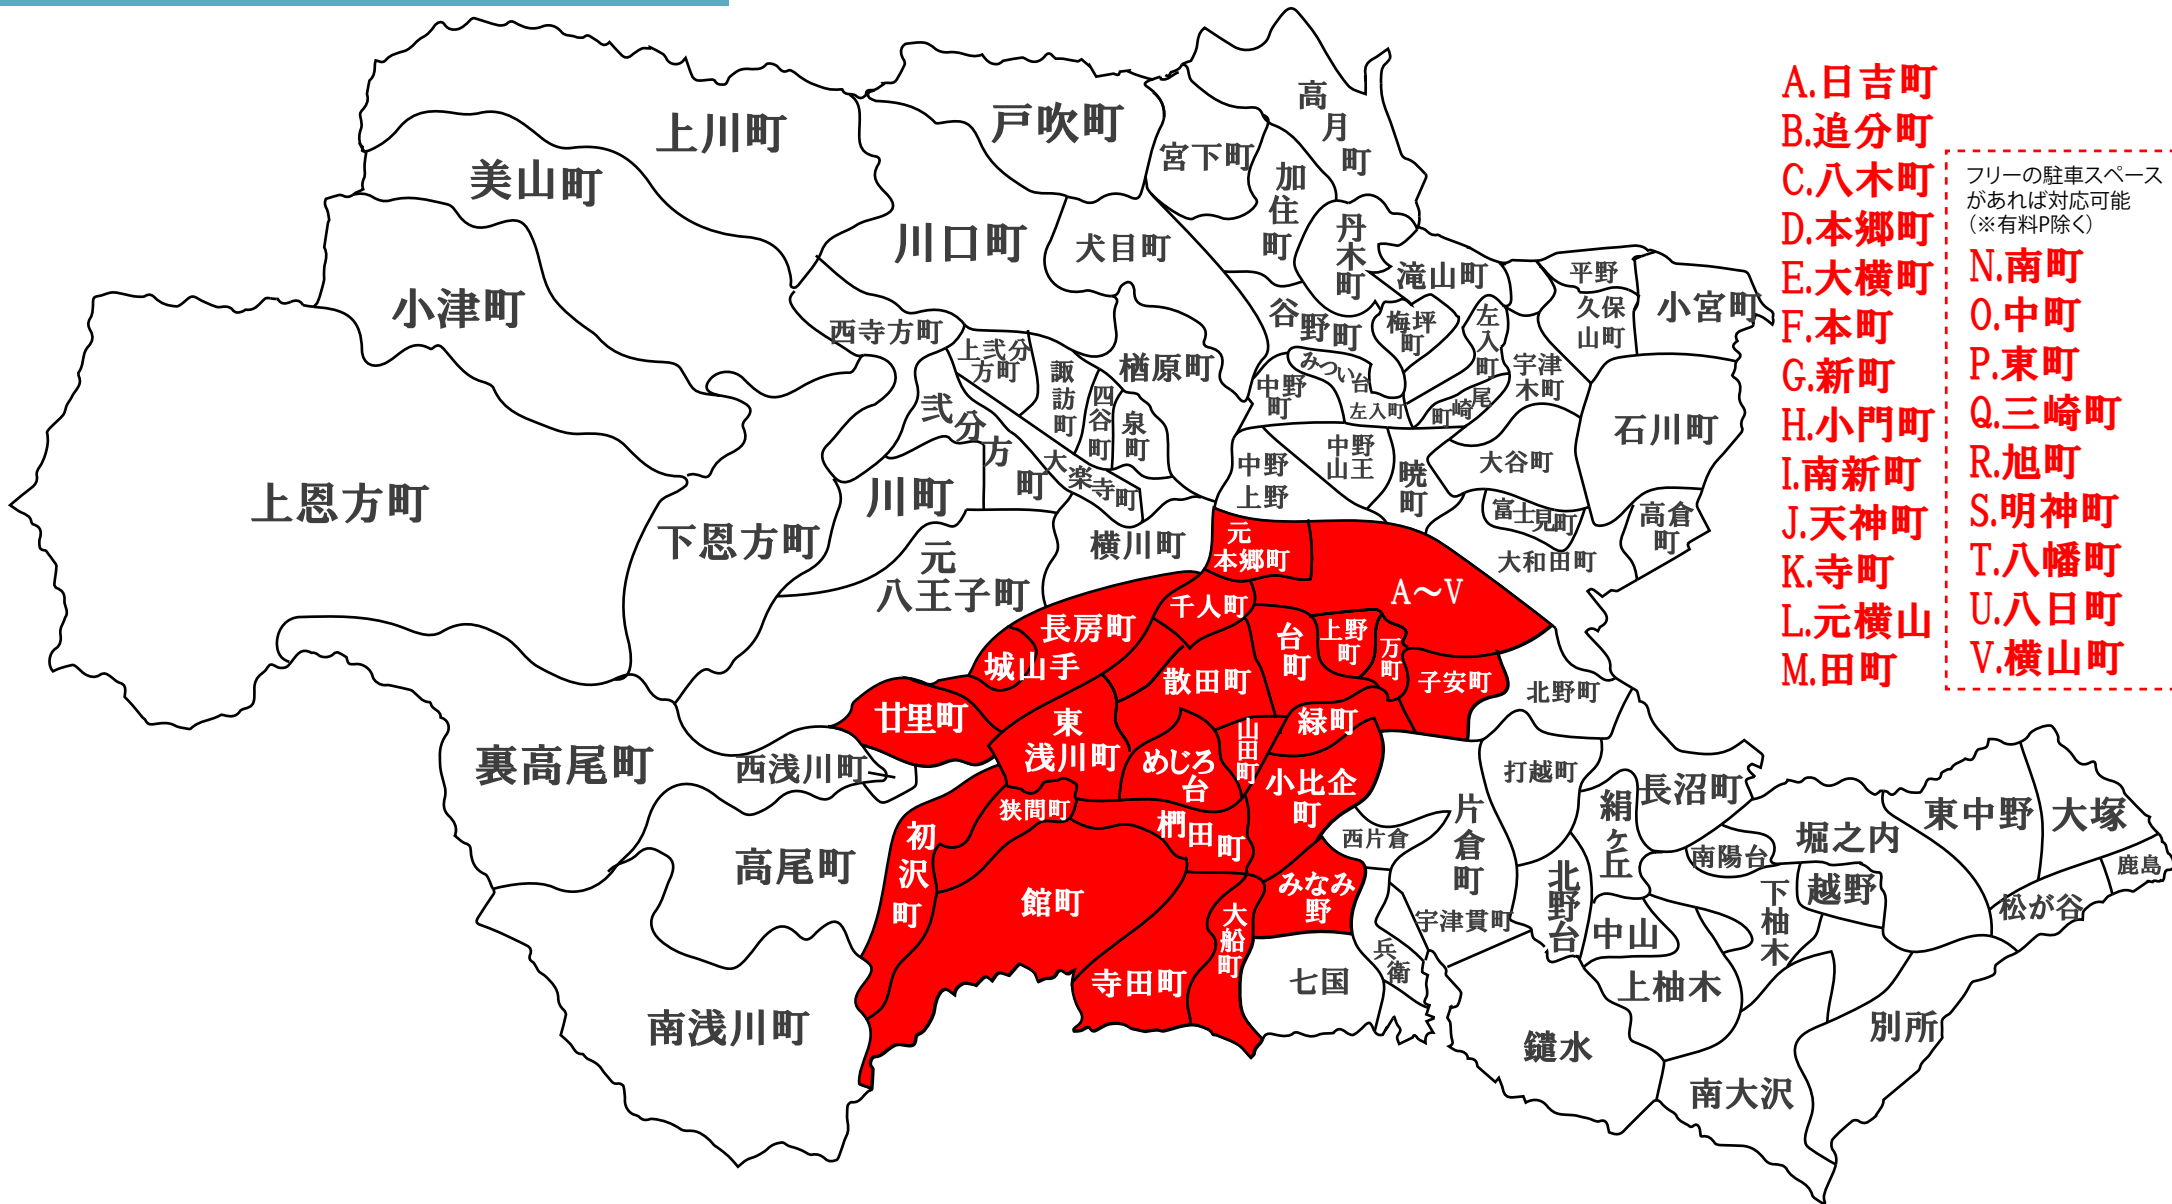 上川町
美山町
小津町
上恩方町
下恩方町
戸吹町
川口町
犬目町
宮下町
高月町
加住町
丹木町
滝山町
谷野町
梅坪町
左入町
平野
久保山町
小宮町
宇津木町
みつい台
左入町
尾崎町
中野町
中野山王
中野上野
暁町
大谷町
石川町
富士見町
高倉町
大和田町
西寺方町
上弐分方町
諏訪町
四谷町
泉町
楢原町
弐分方町
大楽寺町
川町
元八王子町
横川町
元本郷町
A〜V
千人町
長房町
城山手
台町
上野町
万町
子安町
散田町
廿里町
東浅川町
めじろ台
山田町
緑町
小比企町
狭間町
椚田町
初沢町
館町
みなみ野
大船町
寺田町
裏高尾町
西浅川町
高尾町
南浅川町
北野町
打越町
片倉町
西片倉
長沼町
絹ヶ丘
北野台
宇津貫町
兵衛
七国
中山
南陽台
堀之内
越野
下柚木
上柚木
鑓水
南大沢
別所
東中野
大塚
鹿島
松が谷
A.日吉町
B.追分町
C.八木町
D.本郷町
E.大横町
F.本町
G.新町
H.小門町
I.南新町
J.天神町
K.寺町
L.元横山
M.田町
フリーの駐車スペース
があれば対応可能
（※有料P除く）
N.南町
O.中町
P.東町
Q.三崎町
R.旭町
S.明神町
T.八幡町
U.八日町
V.横山町